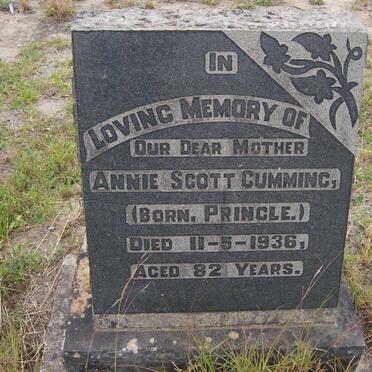 IN
LOVING MEMORY OF
OUR DEAR MOTHER
ANNIE SCOTT CUMMING,
(BORN, PRINGLE.)
DIED 11-5-1936,
AGED 82 YEARS.